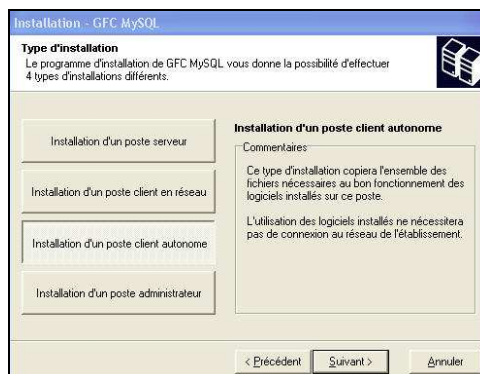 Installation - GFC MySQL
Type d'installation
Le programme d'installation de GFC MySQL vous donne la possibilité d'effectuer
4 types d'installations différents.
Installation d'un poste serveur
Installation d'un poste client en réseau
Installation d'un poste client autonome
Installation d'un poste administrateur
Installation d'un poste client autonome
Commentaires
Ce type d'installation copiera l'ensemble des
fichiers nécessaires au bon fonctionnement des
logiciels installés sur ce poste.
L'utilisation des logiciels installés ne nécessitera
pas de connexion au réseau de l'établissement.
< Précédent
Suivant >
Annuler